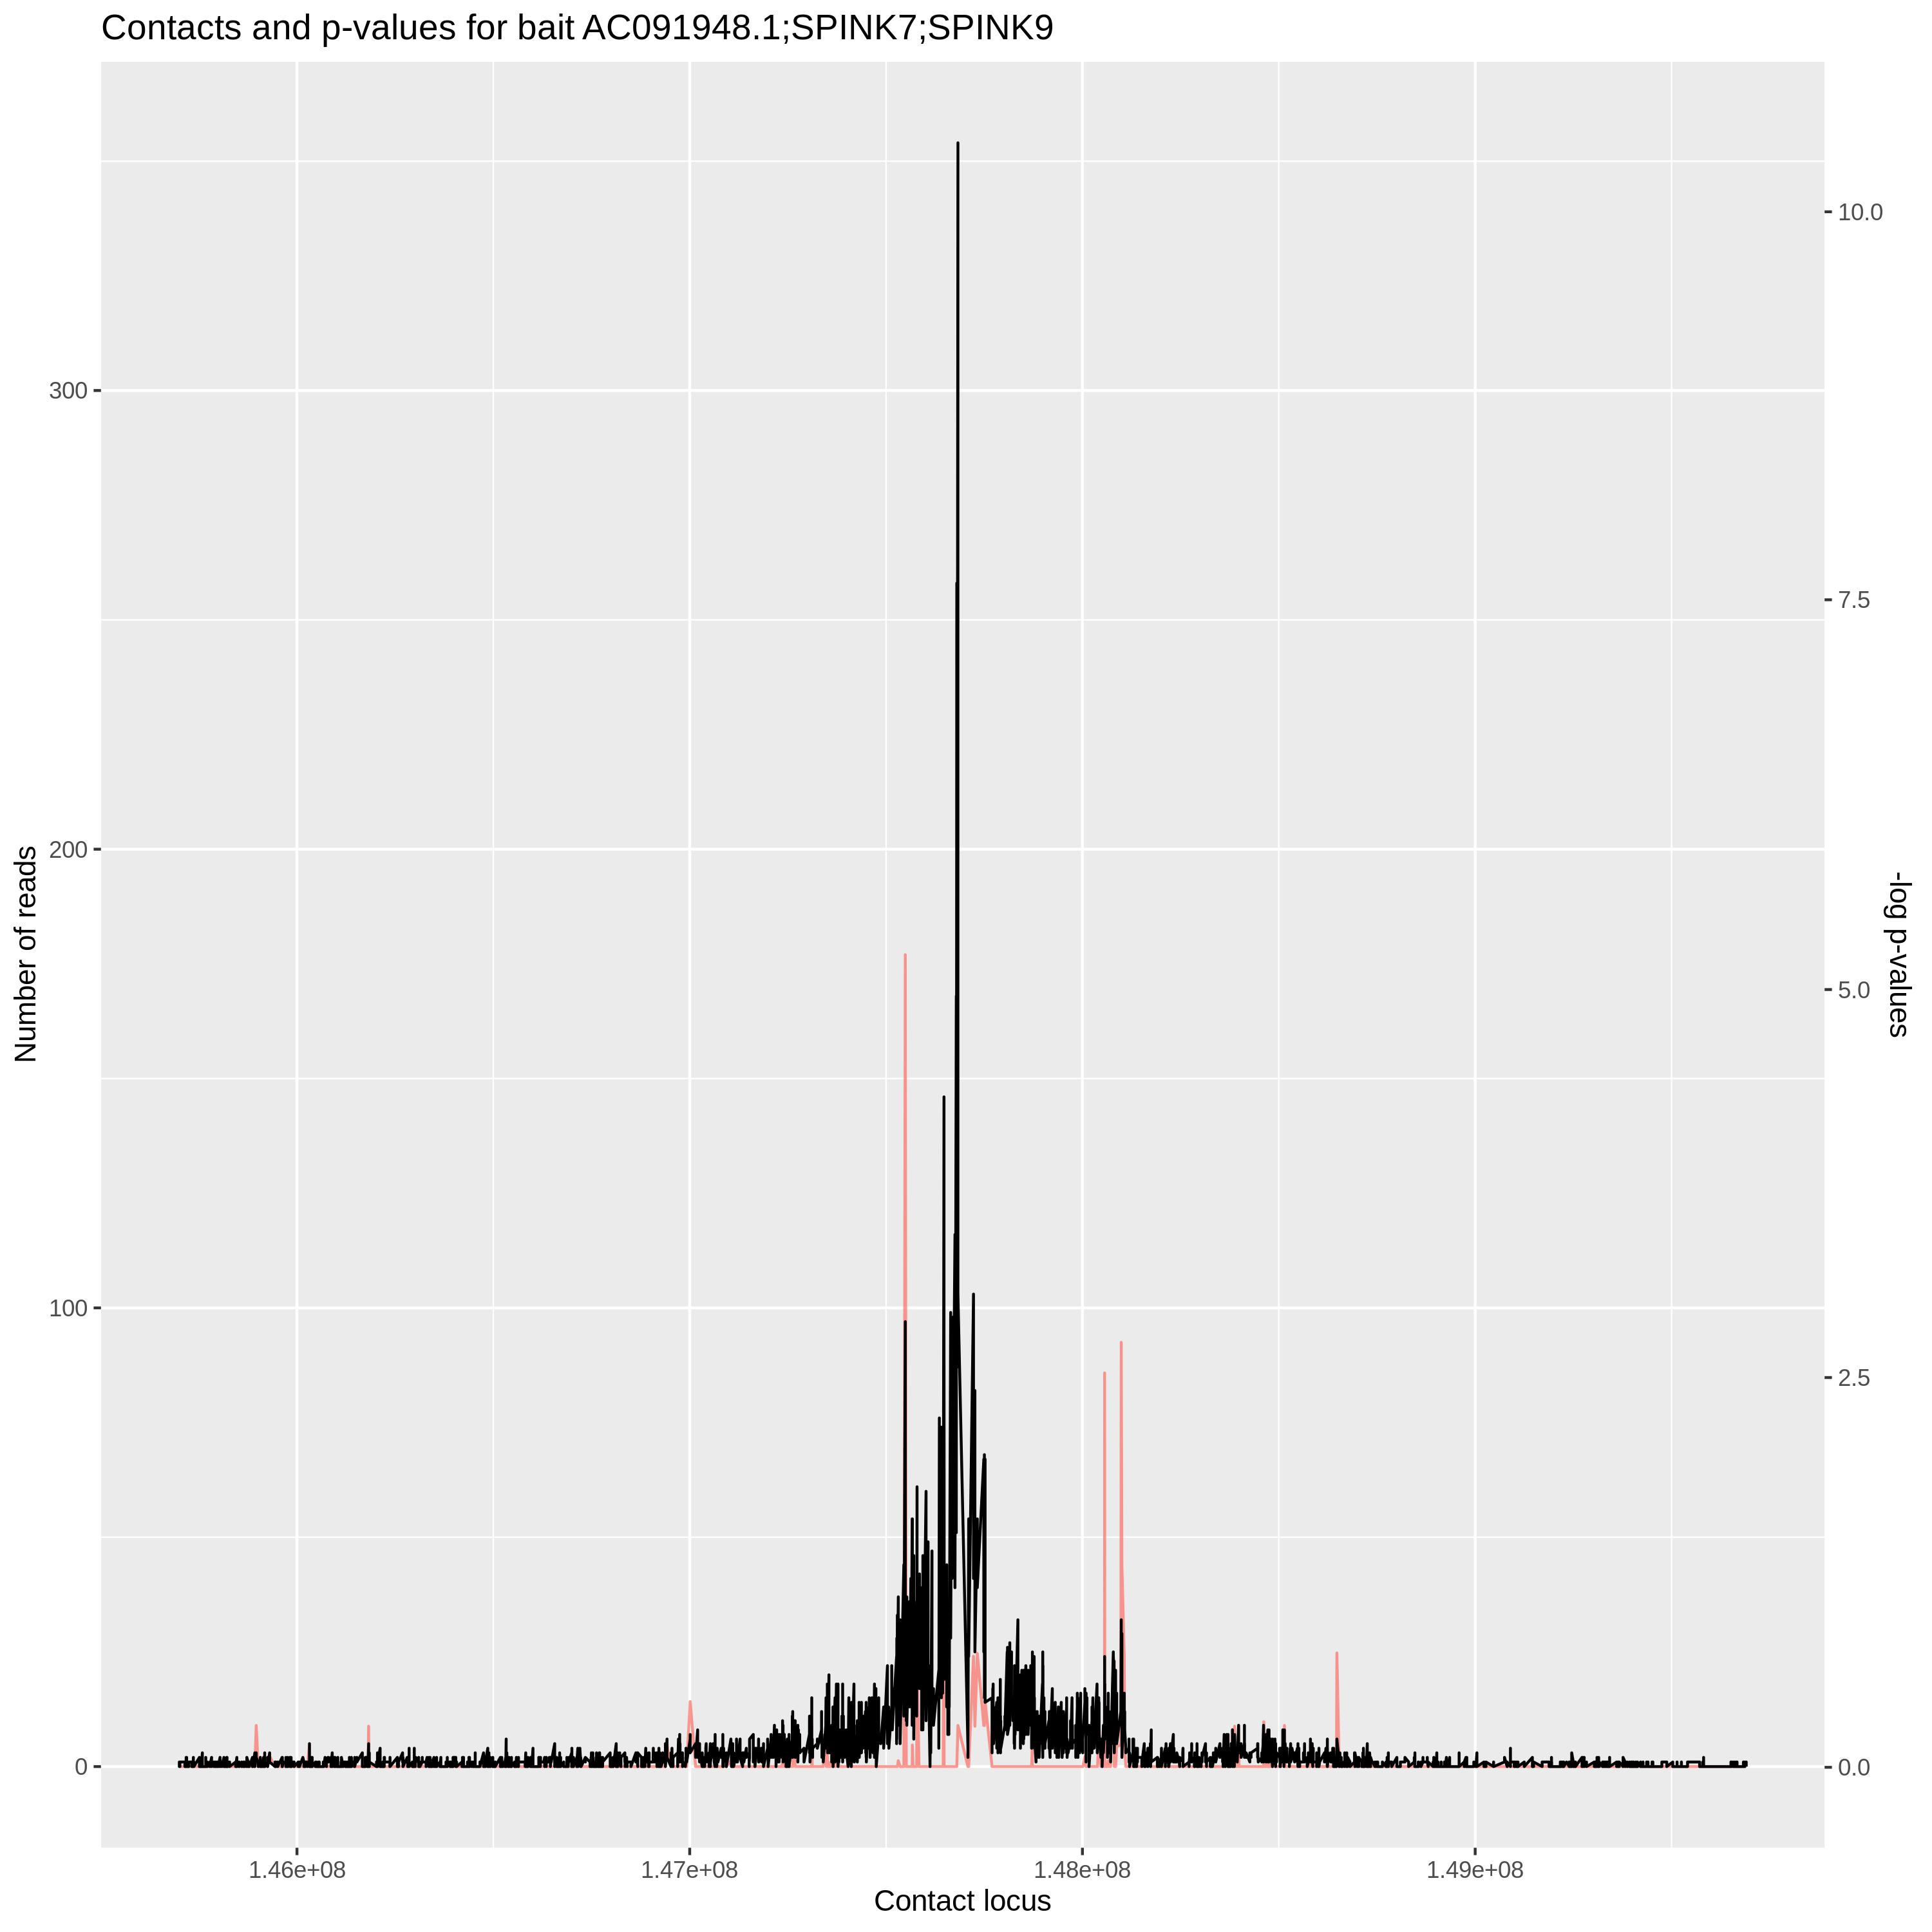 Contacts and p-values for bait AC091948.1;SPINK7;SPINK9
Number of reads
300
200
100
0
10.0
7.5
5.0
2.5
0.0
-log p-values
1.46e+08
1.47e+08
1.48e+08
1.49e+08
Contact locus